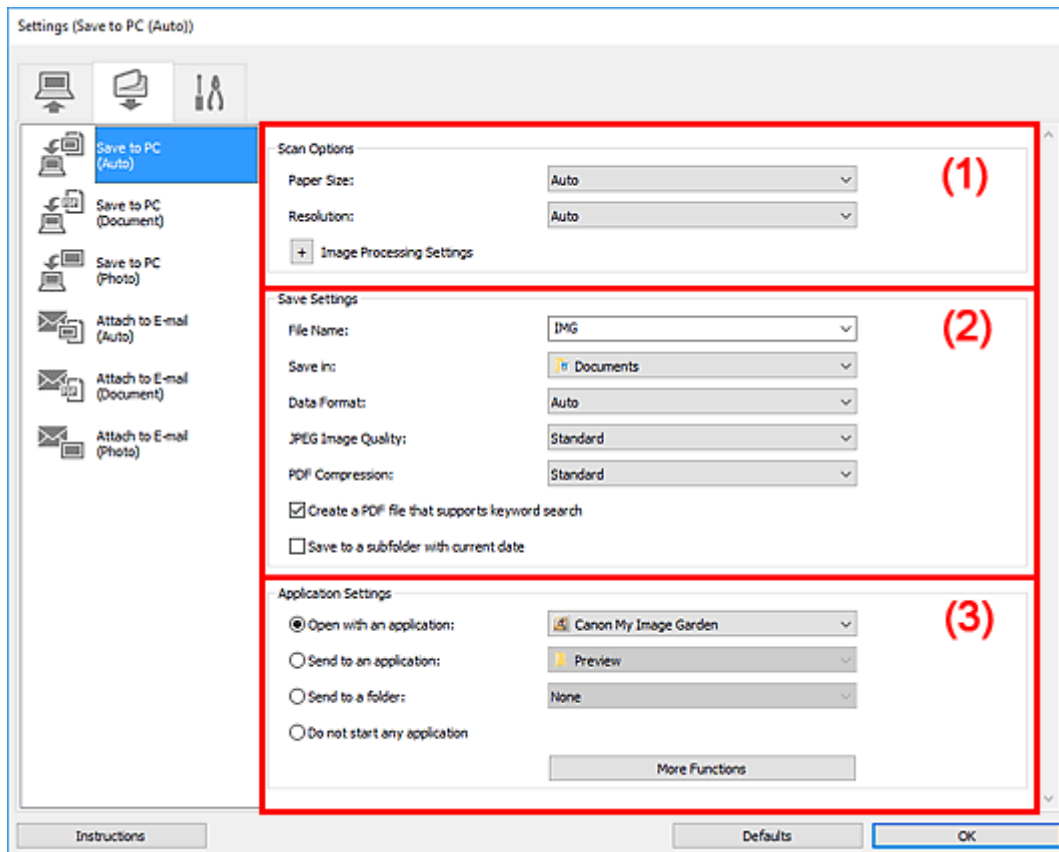 Settings (Save to PC (Auto))
Save to PC
(Auto)
Save to PC
(Document)
Save to PC
(Photo)
Attach to E-mail
(Auto)
Attach to E-mail
(Document)
Attach to E-mail
(Photo)
Scan Options
(1)
Paper Size: Auto
Resolution: Auto
+ Image Processing Settings
Save Settings
(2)
File Name: IMG
Save in: Documents
Data Format: Auto
JPEG Image Quality: Standard
PDF Compression: Standard
Create a PDF file that supports keyword search
Save to a subfolder with current date
Application Settings
(3)
Open with an application: Canon My Image Garden
Send to an application: Preview
Send to a folder: None
Do not start any application
More Functions
Instructions Defaults OK